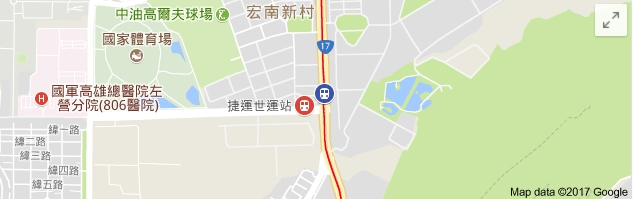 中油高爾夫球場
宏南新村
國家體育場
17
國軍高雄總醫院左
營分院(806醫院)
H
捷運世運站
緯一路
緯二路
緯三路
緯四路
緯五路
Map data ©2017 Google